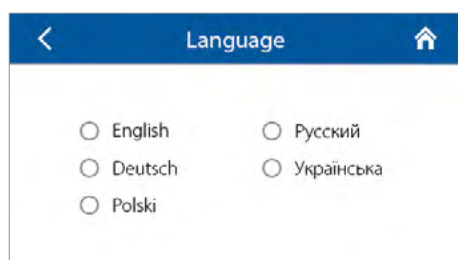 Language
English
Deutsch
Polski
Русский
Українська